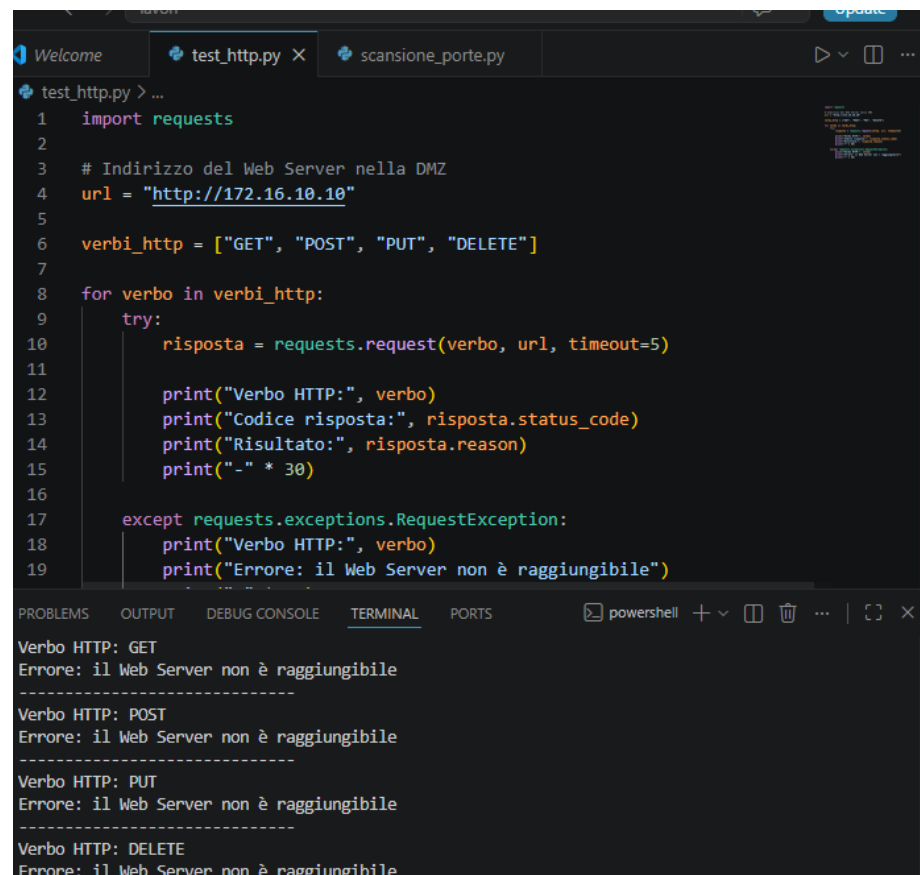 lavori
Update
Welcome
test_http.py
scansione_porte.py
test_http.py > ...
1 import requests
2
3 # Indirizzo del Web Server nella DMZ
4 url = "http://172.16.10.10"
5
6 verbi_http = ["GET", "POST", "PUT", "DELETE"]
7
8 for verbo in verbi_http:
9 try:
10 risposta = requests.request(verbo, url, timeout=5)
11
12 print("Verbo HTTP:", verbo)
13 print("Codice risposta:", risposta.status_code)
14 print("Risultato:", risposta.reason)
15 print("-" * 30)
16
17 except requests.exceptions.RequestException:
18 print("Verbo HTTP:", verbo)
19 print("Errore: il Web Server non è raggiungibile")
PROBLEMS OUTPUT DEBUG CONSOLE TERMINAL PORTS powershell
Verbo HTTP: GET
Errore: il Web Server non è raggiungibile
------------------------------
Verbo HTTP: POST
Errore: il Web Server non è raggiungibile
------------------------------
Verbo HTTP: PUT
Errore: il Web Server non è raggiungibile
------------------------------
Verbo HTTP: DELETE
Errore: il Web Server non è raggiungibile